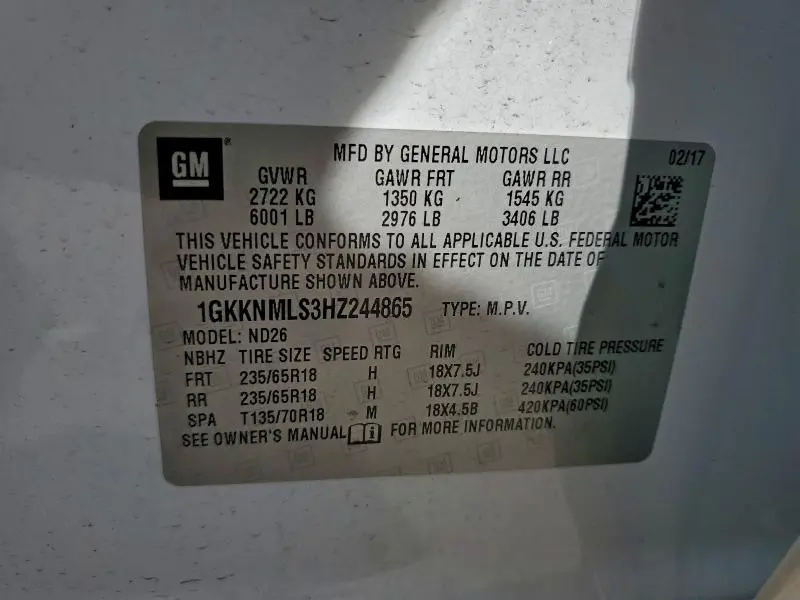 GM
MFD BY GENERAL MOTORS LLC 02/17
GVWR GAWR FRT GAWR RR
2722 KG 1350 KG 1545 KG
6001 LB 2976 LB 3406 LB
THIS VEHICLE CONFORMS TO ALL APPLICABLE U.S. FEDERAL MOTOR
VEHICLE SAFETY STANDARDS IN EFFECT ON THE DATE OF
MANUFACTURE SHOWN ABOVE.
1GKKNMLS3HZ244865 TYPE: M.P.V.
MODEL: ND26
NBHZ TIRE SIZE SPEED RTG RIM COLD TIRE PRESSURE
FRT 235/65R18 H 18X7.5J 240KPA(35PSI)
RR 235/65R18 H 18X7.5J 240KPA(35PSI)
SPA T135/70R18 M 18X4.5B 420KPA(60PSI)
SEE OWNER'S MANUAL FOR MORE INFORMATION.